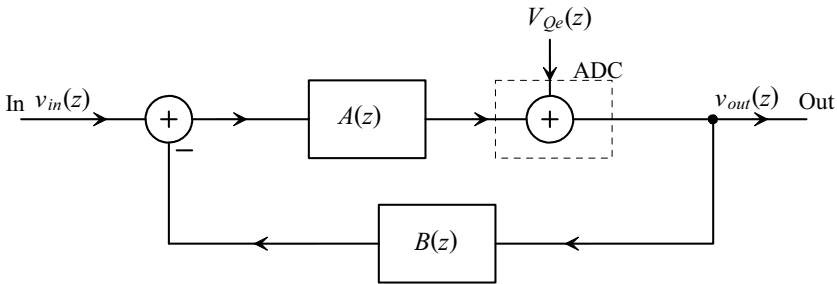 V_{Qe}(z)
ADC
In v_{in}(z)
+
−
A(z)
+
v_{out}(z) Out
B(z)